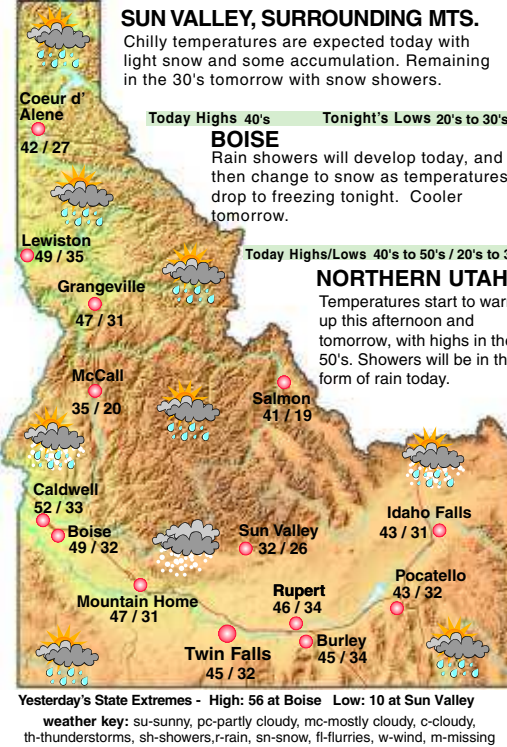 SUN VALLEY, SURROUNDING MTS.
Chilly temperatures are expected today with
light snow and some accumulation. Remaining
in the 30's tomorrow with snow showers.
Today Highs 40's Tonight's Lows 20's to 30's
BOISE
Rain showers will develop today, and
then change to snow as temperatures
drop to freezing tonight. Cooler
tomorrow.
Today Highs/Lows 40's to 50's / 20's to
NORTHERN UTAH
Temperatures start to
up this afternoon and
tomorrow, with highs in
50's. Showers will be in
form of rain today.
Coeur d'
Alene
42 / 27
Lewiston
49 / 35
Grangeville
47 / 31
McCall
35 / 20
Salmon
41 / 19
Caldwell
52 / 33
Boise
49 / 32
Sun Valley
32 / 26
Idaho Falls
43 / 31
Mountain Home
47 / 31
Rupert
46 / 34
Pocatello
43 / 32
Twin Falls
45 / 32
Burley
45 / 34
Yesterday's State Extremes - High: 56 at Boise Low: 10 at Sun Valley
weather key: su-sunny, pc-partly cloudy, mc-mostly cloudy, c-cloudy,
th-thunderstorms, sh-showers,r-rain, sn-snow, fl-flurries, w-wind, m-missing